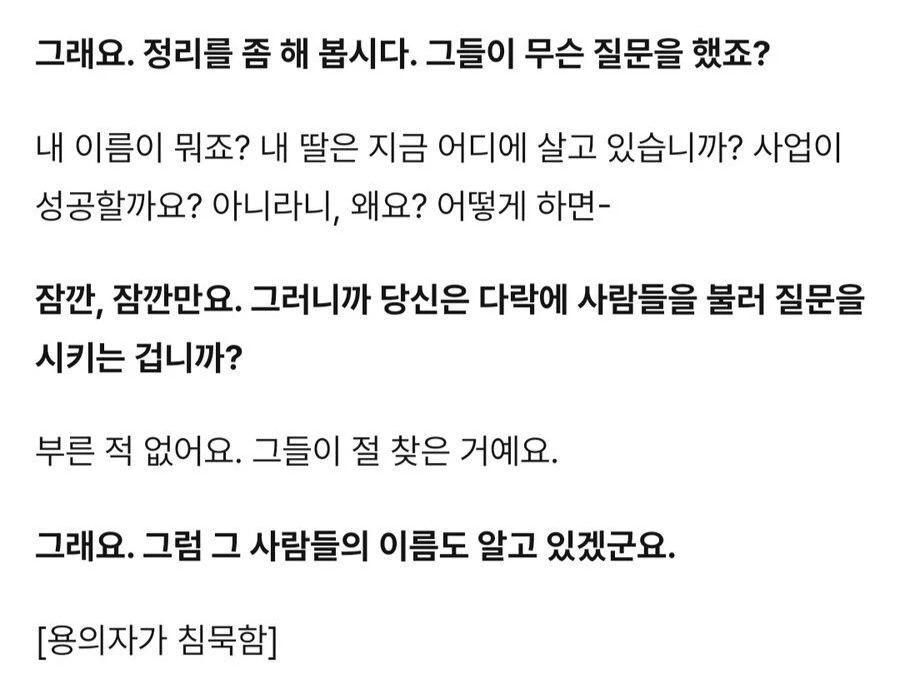 그래요. 정리를 좀 해 봅시다. 그들이 무슨 질문을 했죠?
내 이름이 뭐죠? 내 딸은 지금 어디에 살고 있습니까? 사업이
성공할까요? 아니라니, 왜요? 어떻게 하면-
잠깐, 잠깐만요. 그러니까 당신은 다락에 사람들을 불러 질문을
시키는 겁니까?
부른 적 없어요. 그들이 절 찾은 거예요.
그래요. 그럼 그 사람들의 이름도 알고 있겠군요.
[용의자가 침묵함]